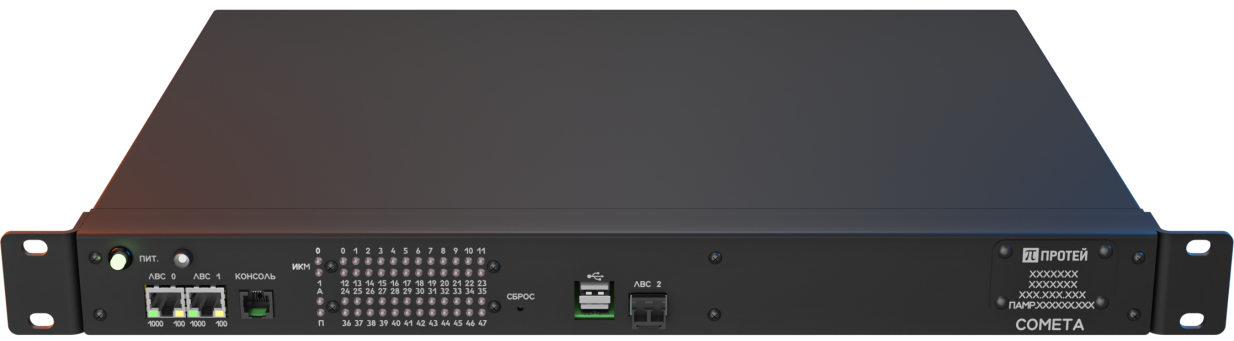 ПИТ.
ЛВС 0 ЛВС 1 КОНСОЛЬ
1000 100 1000 100
ИКМ
0 0 1 2 3 4 5 6 7 8 9 10 11
1 12 13 14 15 16 17 18 19 20 21 22 23
А 24 25 26 27 28 29 30 31 32 33 34 35
П 36 37 38 39 40 41 42 43 44 45 46 47
СБРОС
ЛВС 2
ПРОТЕЙ
XXXXXXX
XXXXXXX
XXX.XXX.XXX
ПАМР.XXXXXXXXX
COMETA